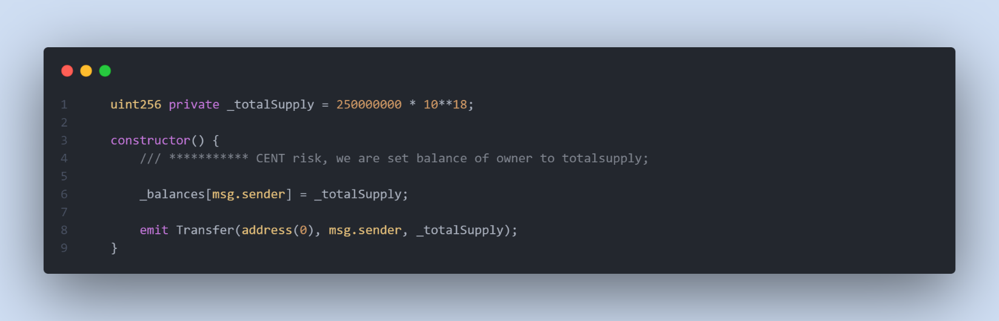 1 uint256 private _totalSupply = 250000000 * 10**18;
2
3 constructor() {
4 /// *********** CENT risk, we are set balance of owner to totalsupply;
5
6 _balances[msg.sender] = _totalSupply;
7
8 emit Transfer(address(0), msg.sender, _totalSupply);
9 }